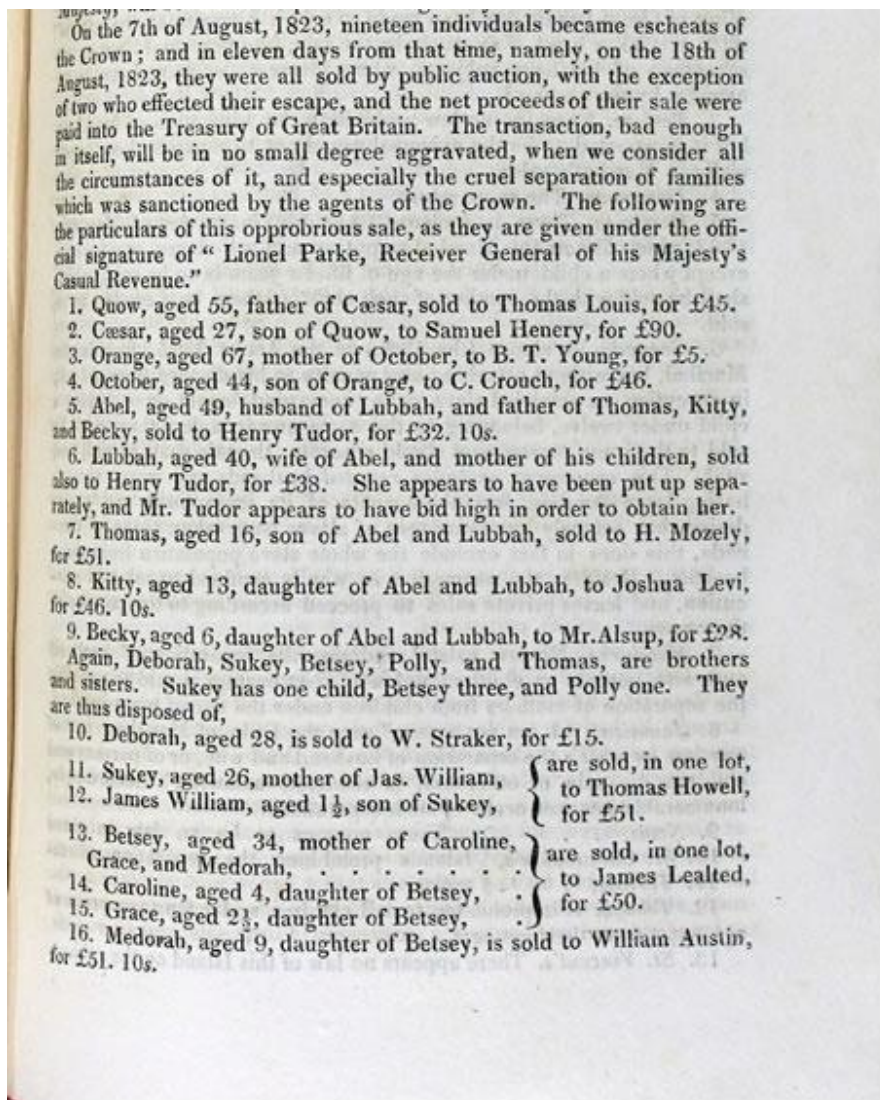 Majesty,
On the 7th of August, 1823, nineteen individuals became escheats of
the Crown; and in eleven days from that time, namely, on the 18th of
August, 1823, they were all sold by public auction, with the exception
of two who effected their escape, and the net proceeds of their sale were
paid into the Treasury of Great Britain. The transaction, bad enough
in itself, will be in no small degree aggravated, when we consider all
the circumstances of it, and especially the cruel separation of families
which was sanctioned by the agents of the Crown. The following are
the particulars of this opprobrious sale, as they are given under the offi-
cial signature of “ Lionel Parke, Receiver General of his Majesty’s
Casual Revenue.”
1. Quow, aged 55, father of Cæsar, sold to Thomas Louis, for £45.
2. Cæsar, aged 27, son of Quow, to Samuel Henery, for £90.
3. Orange, aged 67, mother of October, to B. T. Young, for £5.
4. October, aged 44, son of Orange, to C. Crouch, for £46.
5. Abel, aged 49, husband of Lubbah, and father of Thomas, Kitty,
and Becky, sold to Henry Tudor, for £32. 10s.
6. Lubbah, aged 40, wife of Abel, and mother of his children, sold
also to Henry Tudor, for £38. She appears to have been put up sepa-
rately, and Mr. Tudor appears to have bid high in order to obtain her.
7. Thomas, aged 16, son of Abel and Lubbah, sold to H. Mozely,
for £51.
8. Kitty, aged 13, daughter of Abel and Lubbah, to Joshua Levi,
for £46. 10s.
9. Becky, aged 6, daughter of Abel and Lubbah, to Mr. Alsup, for £28.
Again, Deborah, Sukey, Betsey, Polly, and Thomas, are brothers
and sisters. Sukey has one child, Betsey three, and Polly one. They
are thus disposed of,
10. Deborah, aged 28, is sold to W. Straker, for £15.
11. Sukey, aged 26, mother of Jas. William,
12. James William, aged 1½, son of Sukey,
are sold, in one lot,
to Thomas Howell,
for £51.
13. Betsey, aged 34, mother of Caroline,
Grace, and Medorah, . . . . . . .
14. Caroline, aged 4, daughter of Betsey, .
15. Grace, aged 2½, daughter of Betsey, .
are sold, in one lot,
to James Lealted,
for £50.
16. Medorah, aged 9, daughter of Betsey, is sold to William Austin,
for £51. 10s.